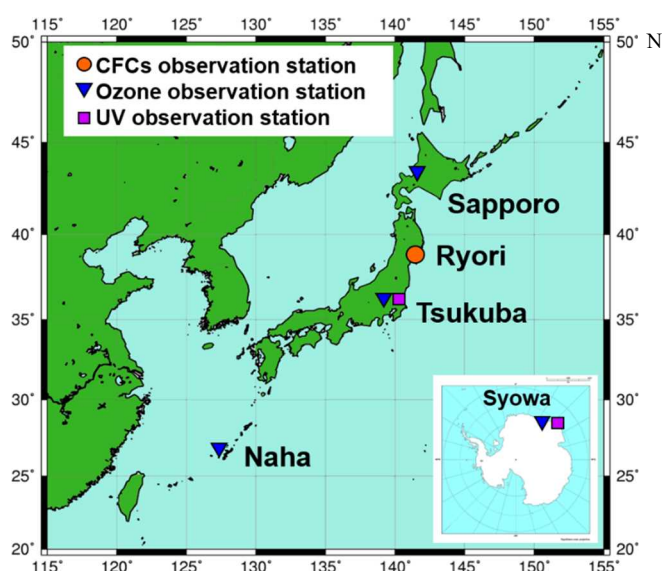 115° 120° 125° 130° 135° 140° 145° 150° 155°
50° 50° N
CFCs observation station
Ozone observation station
UV observation station
45° 45°
Sapporo
40° 40°
Ryori
Tsukuba
35° 35°
Syowa
30° 30°
Naha
25° 25°
20° 20°
115° 120° 125° 130° 135° 140° 145° 150° 155°